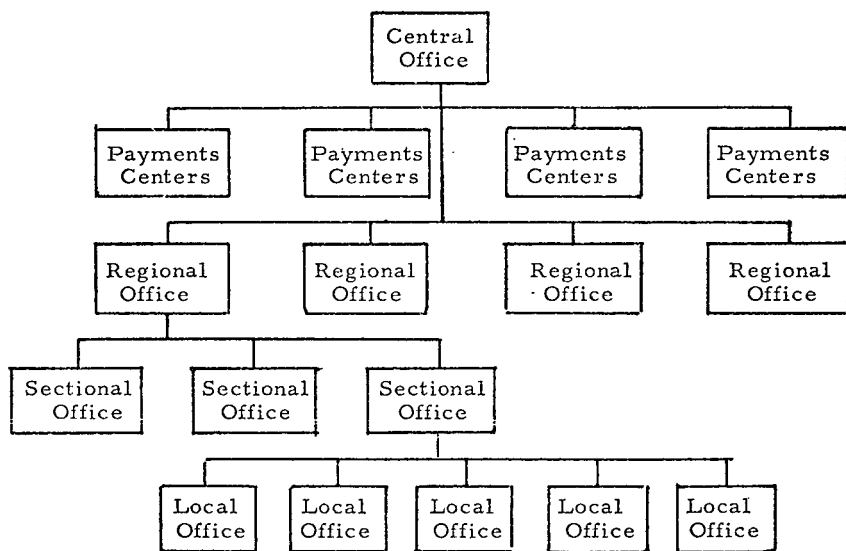 Central
Office
Payments
Centers
Payments
Centers
Payments
Centers
Payments
Centers
Regional
Office
Regional
Office
Regional
Office
Regional
Office
Sectional
Office
Sectional
Office
Sectional
Office
Local
Office
Local
Office
Local
Office
Local
Office
Local
Office